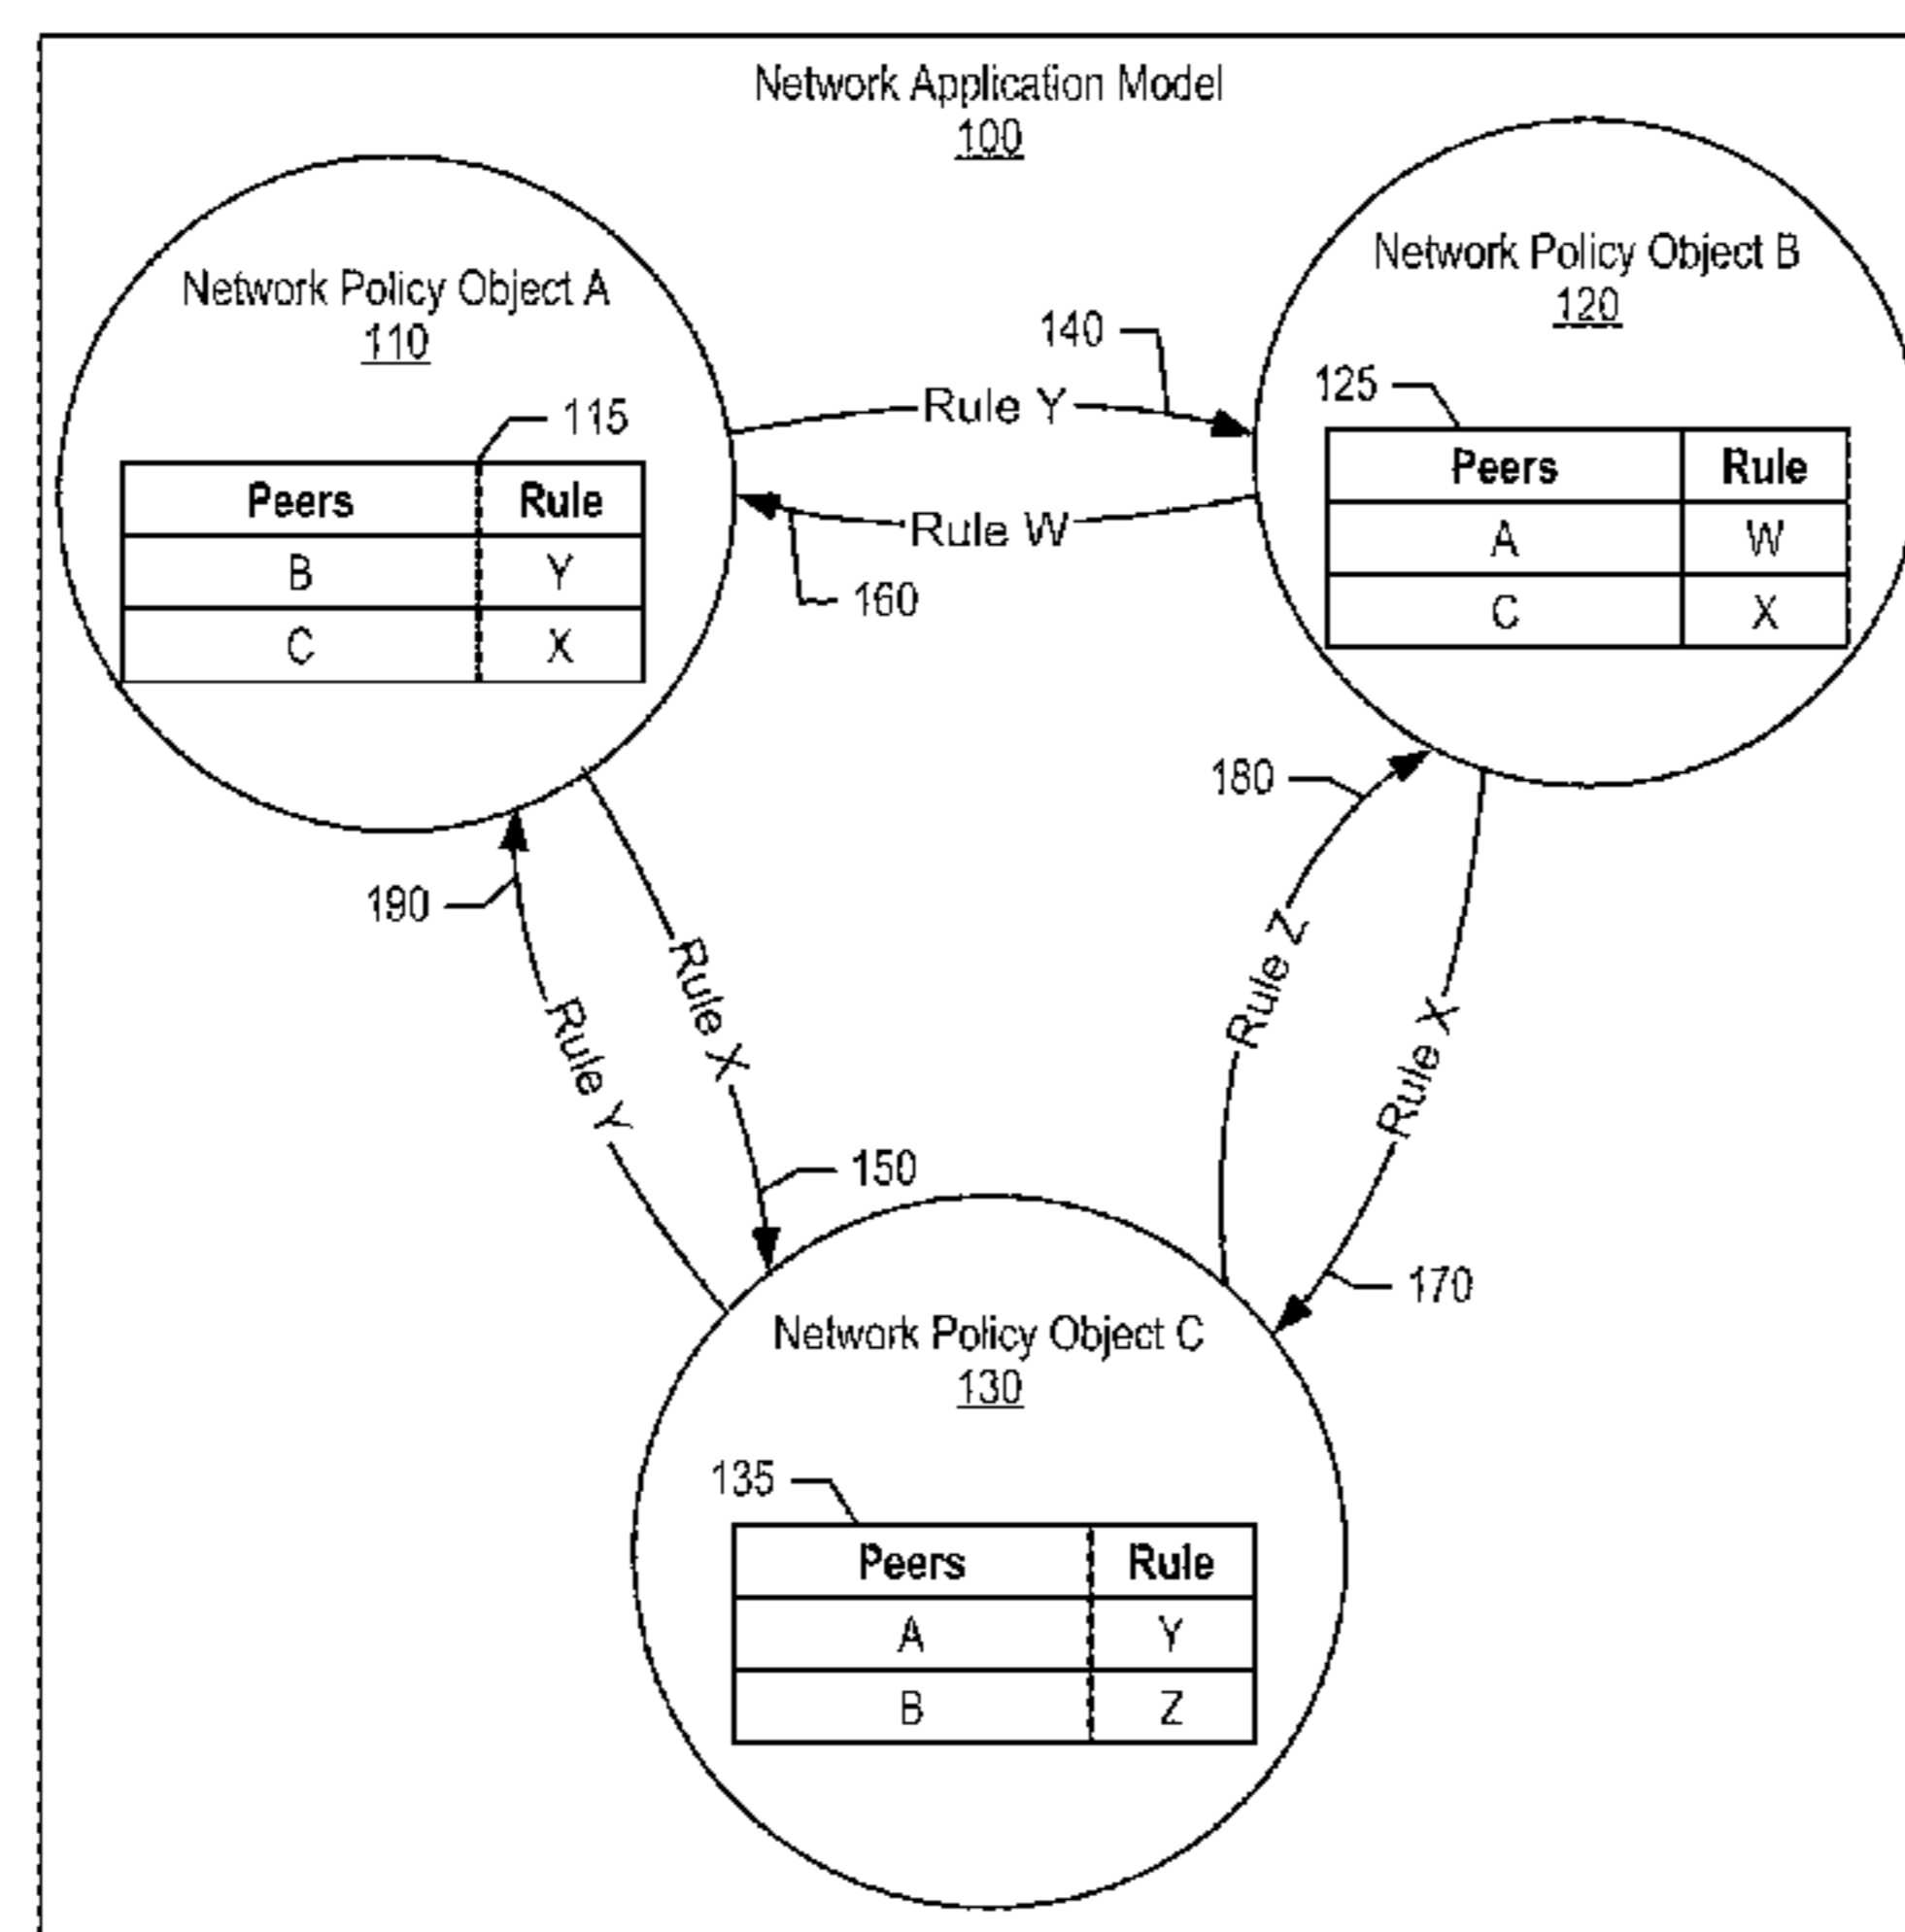 Network Application Model
100
Network Policy Object A
110
115
Peers Rule
B Y
C X
Network Policy Object B
120
125
Peers Rule
A W
C X
140
Rule Y
Rule W
160
180
190
Rule X
Rule Y
Rule Z
Rule X
150
170
Network Policy Object C
130
135
Peers Rule
A Y
B Z